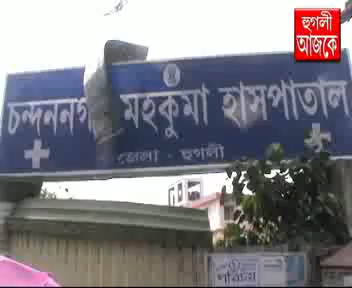 হুগলী
আজকে
চন্দননগর মহকুমা হাসপাতাল
জেলা - হুগলী